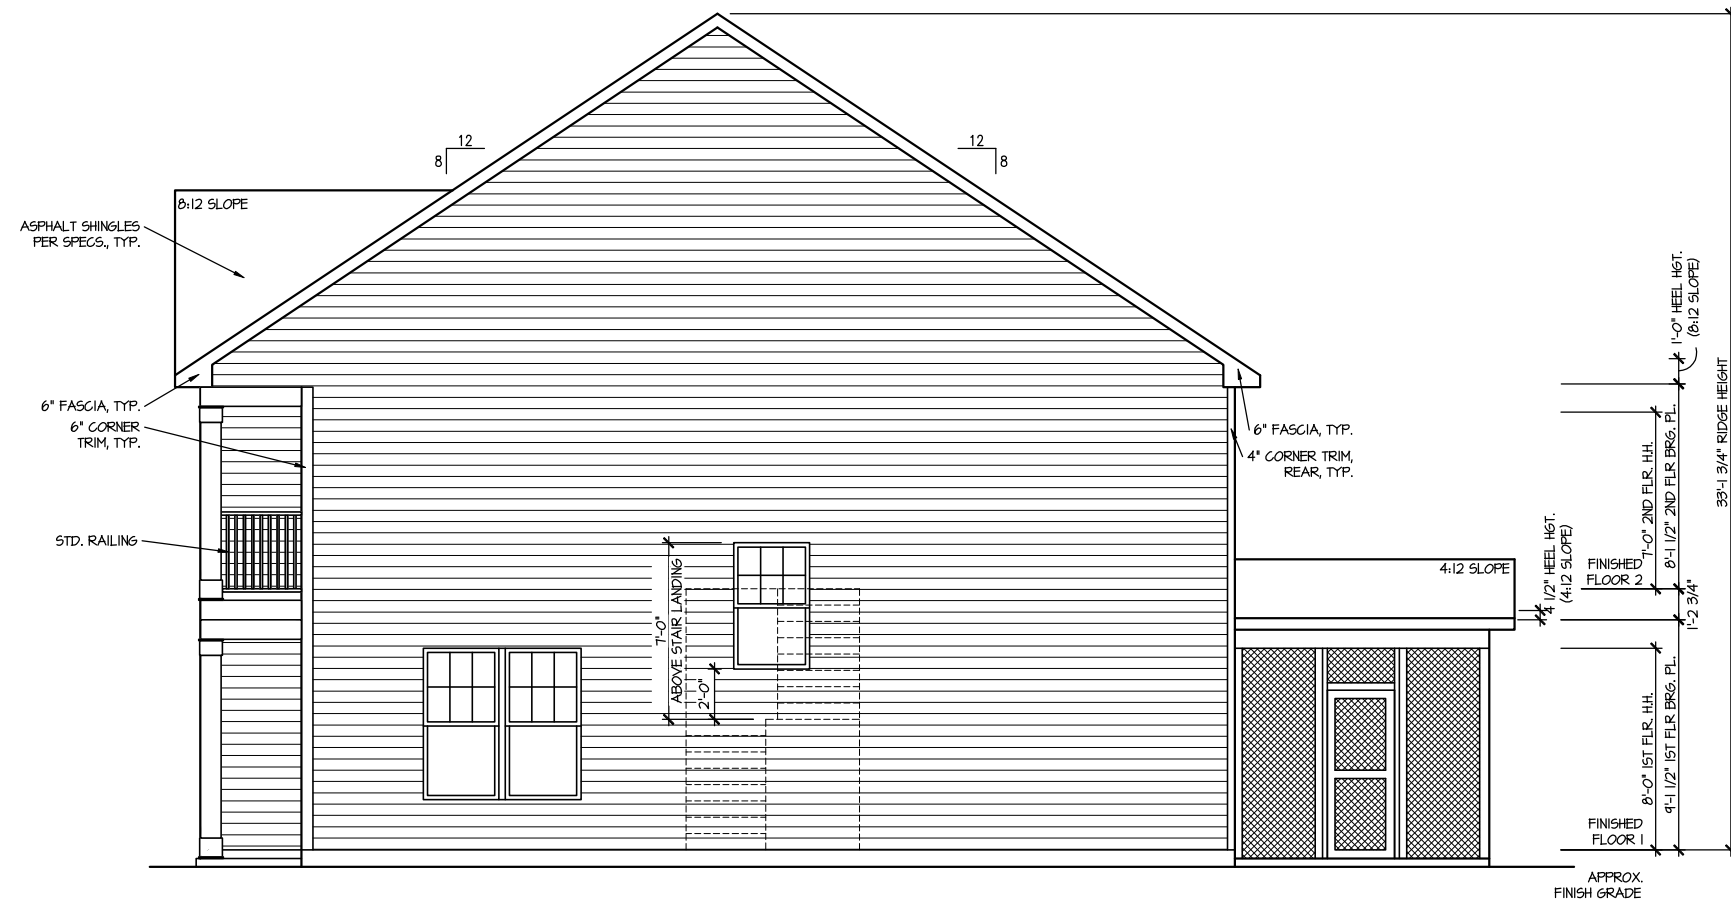 12
8
12
8
8:12 SLOPE
ASPHALT SHINGLES
PER SPECS., TYP.
6" FASCIA, TYP.
6" CORNER
TRIM, TYP.
STD. RAILING
7'-0"
ABOVE STAIR LANDING
2'-0"
6" FASCIA, TYP.
4" CORNER TRIM,
REAR, TYP.
4:12 SLOPE
4 1/2" HEEL HGT.
(4:12 SLOPE)
FINISHED
FLOOR 2
7'-0" 2ND FLR. H.H.
8'-1 1/2" 2ND FLR BRG. PL.
1'-0" HEEL HGT.
(8:12 SLOPE)
33'-1 3/4" RIDGE HEIGHT
1'-2 3/4"
8'-0" 1ST FLR. H.H.
9'-1 1/2" 1ST FLR BRG. PL.
FINISHED
FLOOR 1
APPROX.
FINISH GRADE